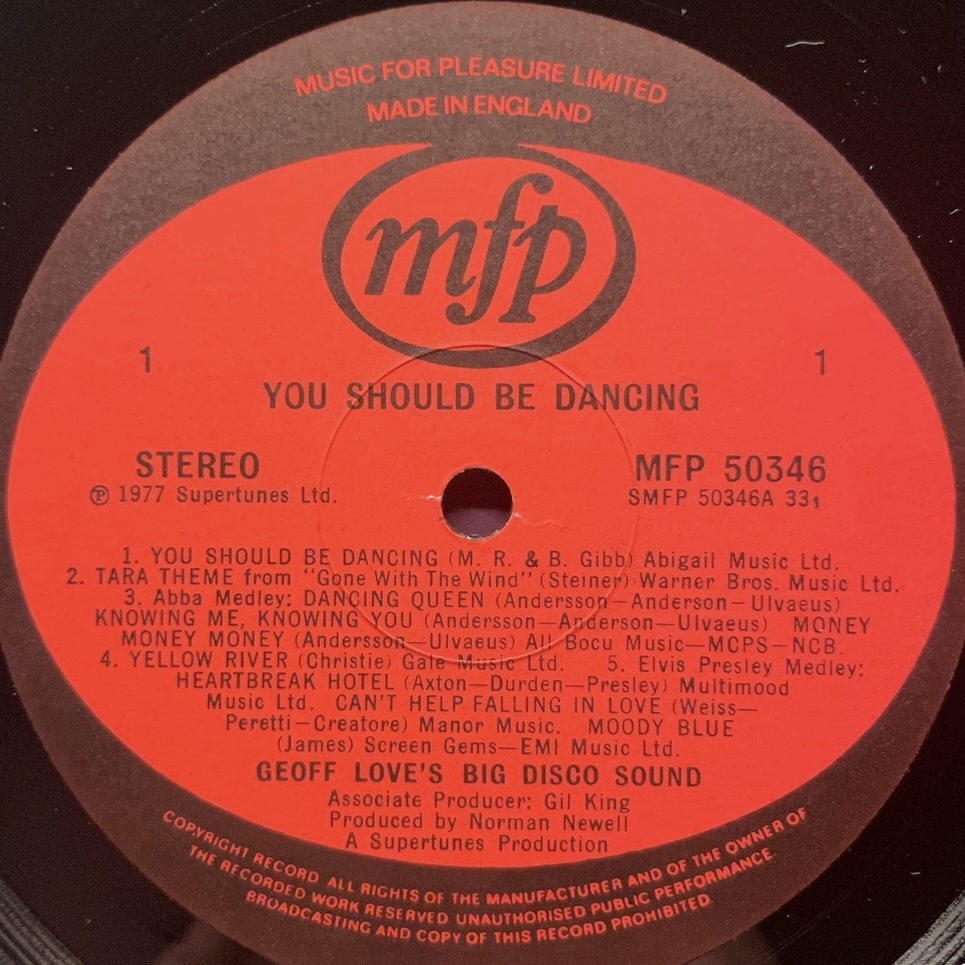 MUSIC FOR PLEASURE LIMITED
MADE IN ENGLAND
mfp
1 1
YOU SHOULD BE DANCING
STEREO MFP 50346
Ⓟ 1977 Supertunes Ltd. SMFP 50346A 33⅓
1. YOU SHOULD BE DANCING (M. R. & B. Gibb) Abigail Music Ltd.
2. TARA THEME from "Gone With The Wind" (Steiner) Warner Bros. Music Ltd.
3. Abba Medley: DANCING QUEEN (Andersson—Anderson—Ulvaeus)
KNOWING ME, KNOWING YOU (Andersson—Anderson—Ulvaeus) MONEY
MONEY MONEY (Andersson—Ulvaeus) All Bocu Music—MCPS—NCB.
4. YELLOW RIVER (Christie) Gale Music Ltd. 5. Elvis Presley Medley:
HEARTBREAK HOTEL (Axton—Durden—Presley) Multimood
Music Ltd. CAN'T HELP FALLING IN LOVE (Weiss—
Peretti—Creatore) Manor Music. MOODY BLUE
(James) Screen Gems—EMI Music Ltd.
GEOFF LOVE'S BIG DISCO SOUND
Associate Producer: Gil King
Produced by Norman Newell
A Supertunes Production
COPYRIGHT RECORD ALL RIGHTS OF THE MANUFACTURER AND OF THE OWNER OF
THE RECORDED WORK RESERVED UNAUTHORISED PUBLIC PERFORMANCE.
BROADCASTING AND COPY OF THIS RECORD PROHIBITED.